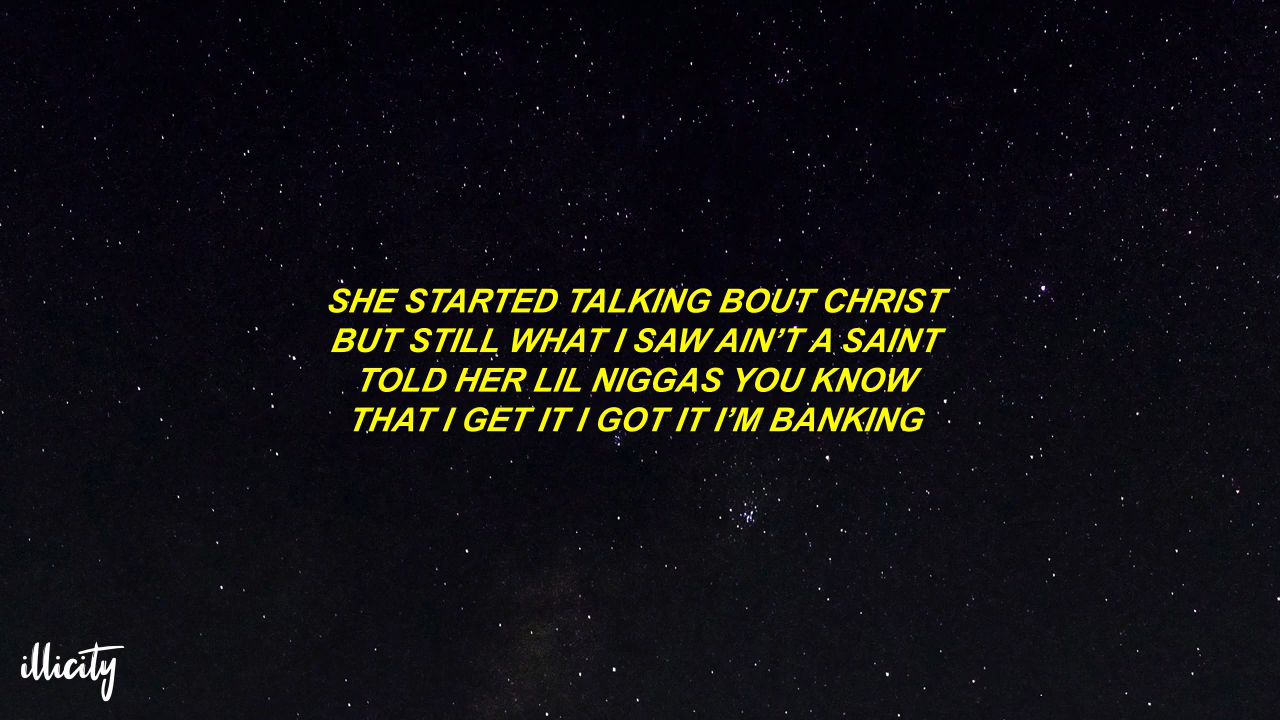 SHE STARTED TALKING BOUT CHRIST
BUT STILL WHAT I SAW AIN’T A SAINT
TOLD HER LIL NIGGAS YOU KNOW
THAT I GET IT I GOT IT I’M BANKING
illicity